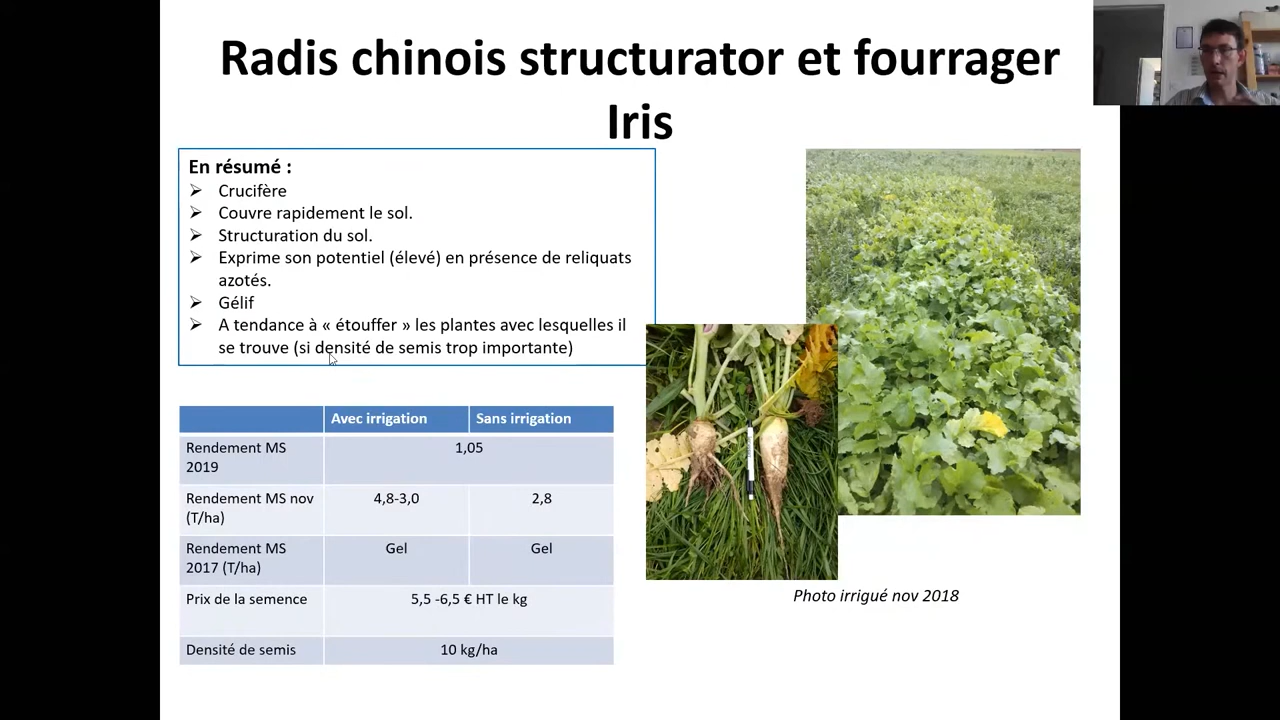 Radis chinois structurator et fourrager
Iris
En résumé :
➢ Crucifère
➢ Couvre rapidement le sol.
➢ Structuration du sol.
➢ Exprime son potentiel (élevé) en présence de reliquats
azotés.
➢ Gélif
➢ A tendance à « étouffer » les plantes avec lesquelles il
se trouve (si densité de semis trop importante)
Avec irrigation Sans irrigation
Rendement MS
2019
1,05
Rendement MS nov
(T/ha)
4,8-3,0 2,8
Rendement MS
2017 (T/ha)
Gel Gel
Prix de la semence 5,5 -6,5 € HT le kg
Densité de semis 10 kg/ha
Photo irrigué nov 2018